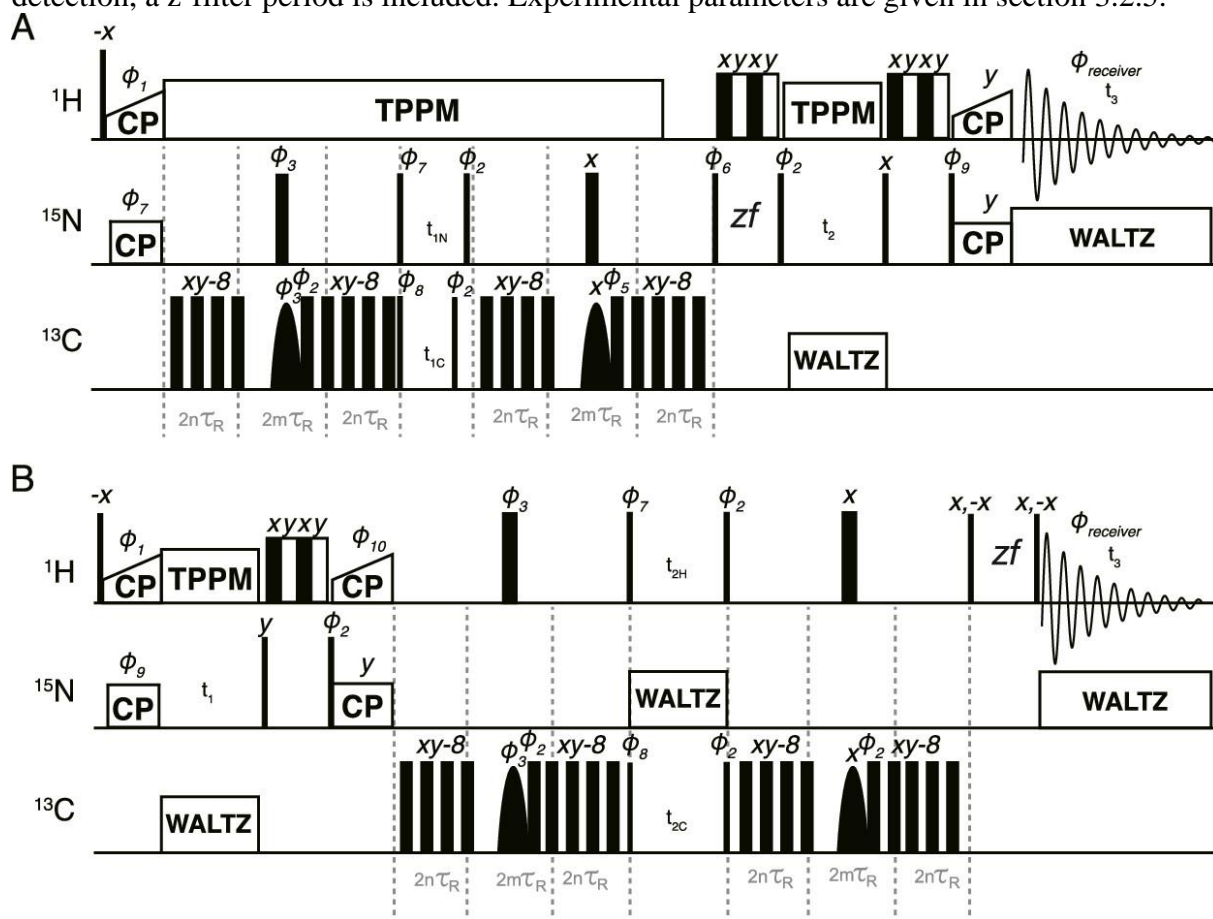 detection, a z-filter period is included. Experimental parameters are given in section 3.2.5.
A
-x
ϕ1
CP
TPPM
xyxy
TPPM
xyxy
y
CP
ϕreceiver
t3
1H
ϕ7
CP
ϕ3
ϕ7
t1N
ϕ2
x
ϕ6
zf
ϕ2
t2
x
ϕ9
y
CP
WALTZ
15N
xy-8
ϕ3
ϕ2
xy-8
ϕ8
t1C
ϕ2
xy-8
x
ϕ5
xy-8
WALTZ
13C
2nτR
2mτR
2nτR
2nτR
2mτR
2nτR
B
-x
ϕ1
CP
TPPM
xyxy
ϕ10
CP
ϕ3
ϕ7
t2H
ϕ2
x
x,-x
zf
x,-x
ϕreceiver
t3
1H
ϕ9
CP
t1
y
ϕ2
y
CP
WALTZ
WALTZ
15N
WALTZ
xy-8
ϕ3
ϕ2
xy-8
ϕ8
t2C
ϕ2
xy-8
x
ϕ2
xy-8
13C
2nτR
2mτR
2nτR
2nτR
2mτR
2nτR